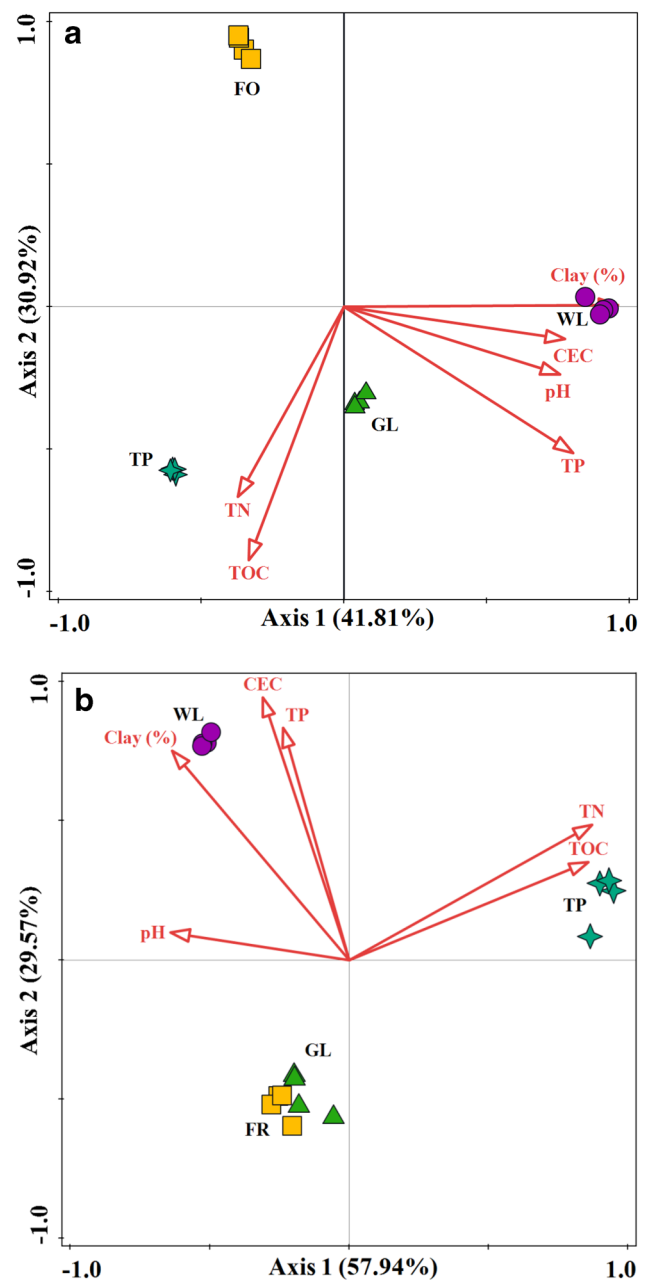 a
1.0
FO
Clay (%)
WL
CEC
pH
GL
TP
TP
TN
TOC
Axis 2 (30.92%)
-1.0
-1.0
Axis 1 (41.81%)
1.0
b
1.0
CEC
WL
TP
Clay (%)
TN
TOC
TP
pH
GL
FR
Axis 2 (29.57%)
-1.0
-1.0
Axis 1 (57.94%)
1.0